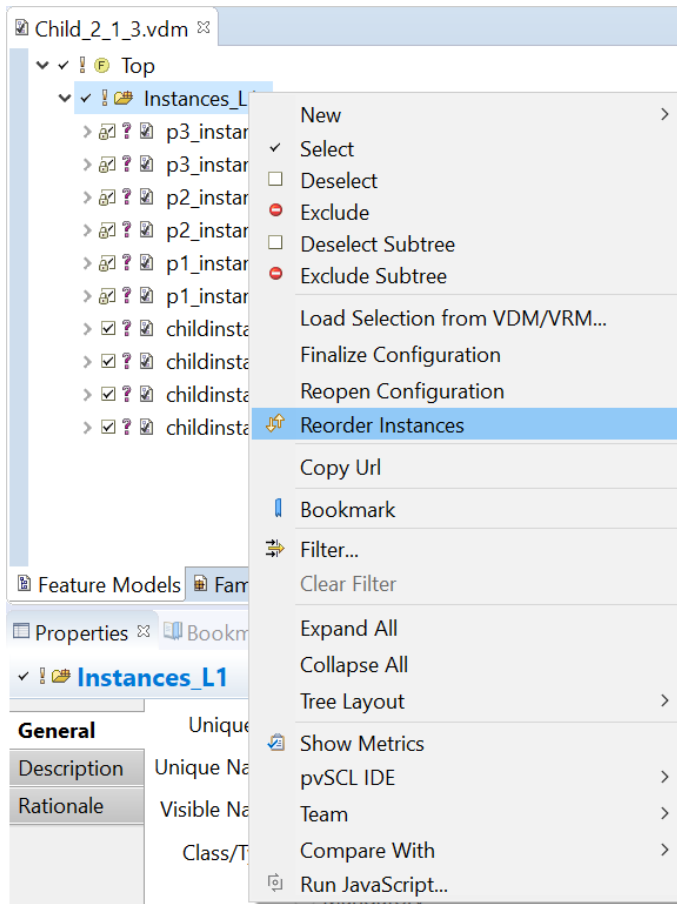 Child_2_1_3.vdm
Top
Instances_L
p3_instar
p3_instar
p2_instar
p2_instar
p1_instar
p1_instar
childinsta
childinsta
childinsta
childinsta
New
Select
Deselect
Exclude
Deselect Subtree
Exclude Subtree
Load Selection from VDM/VRM...
Finalize Configuration
Reopen Configuration
Reorder Instances
Copy Url
Bookmark
Filter...
Clear Filter
Expand All
Collapse All
Tree Layout
Show Metrics
pvSCL IDE
Team
Compare With
Run JavaScript...
Feature Models
Fam
Properties
Bookm
Instances_L1
General
Unique
Description
Unique Na
Rationale
Visible Na
Class/T